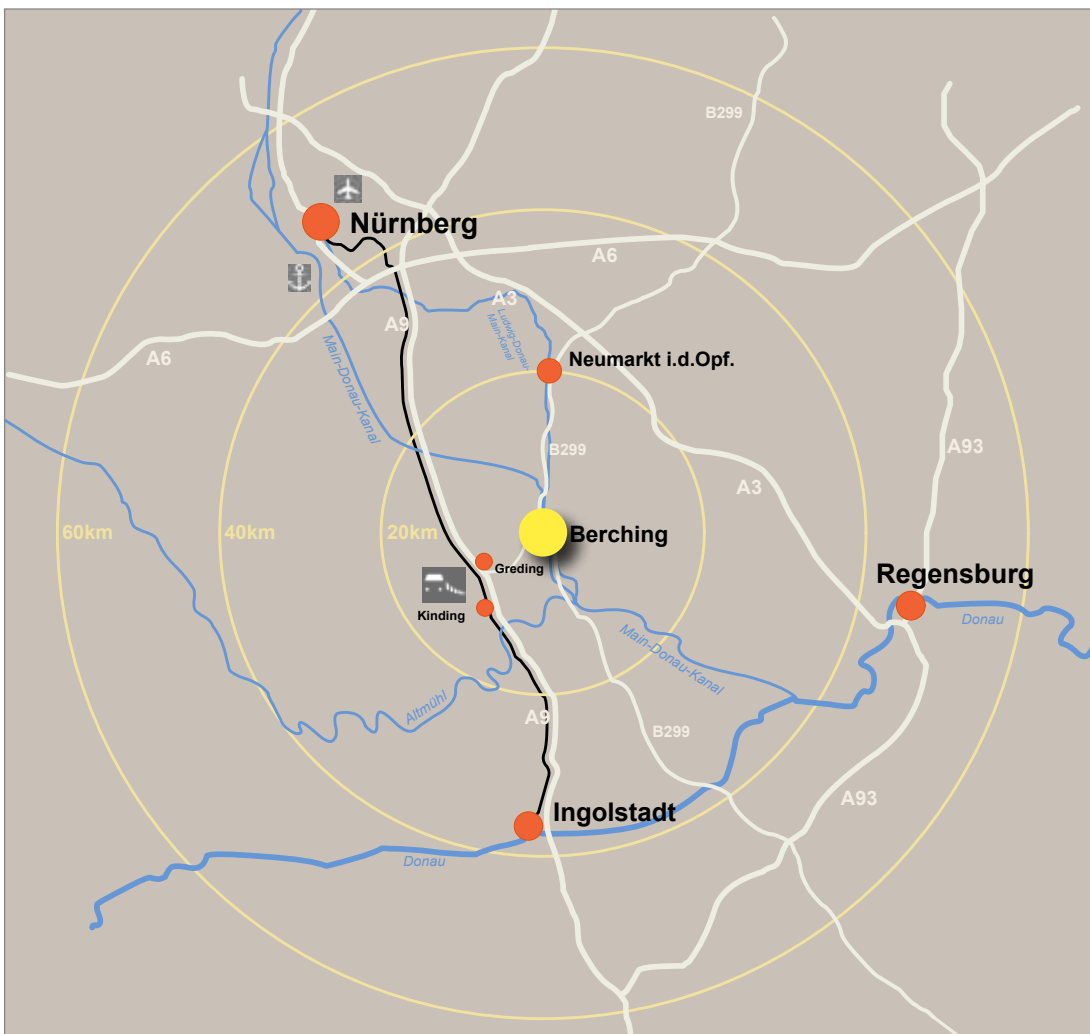 B299
Nürnberg
A6
A3
A9
Ludwig-Donau-
Main-Kanal
A6
Neumarkt i.d.Opf.
Main-Donau-Kanal
B299
A93
A3
60km
40km
20km
Berching
Greding
Regensburg
Kinding
Donau
Main-Donau-Kanal
Altmühl
A9
B299
A93
Ingolstadt
Donau